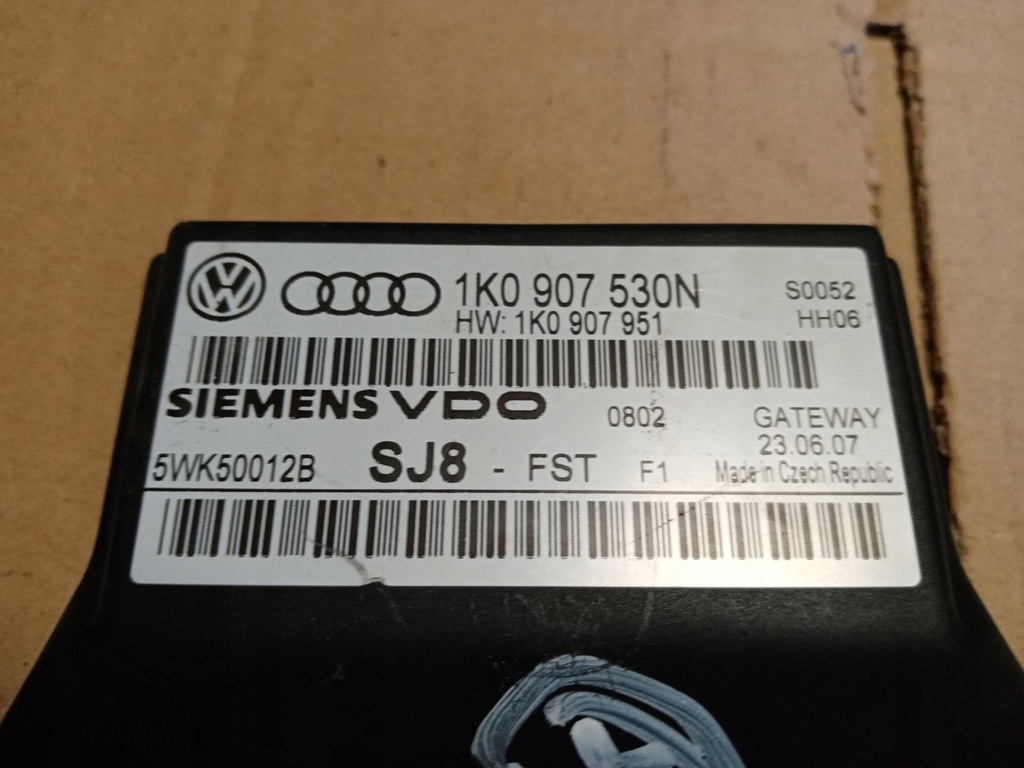 1K0 907 530N S0052
HW: 1K0 907 951 HH06
SIEMENS VDO 0802 GATEWAY
23.06.07
5WK50012B SJ8 - FST F1 Made in Czech Republic